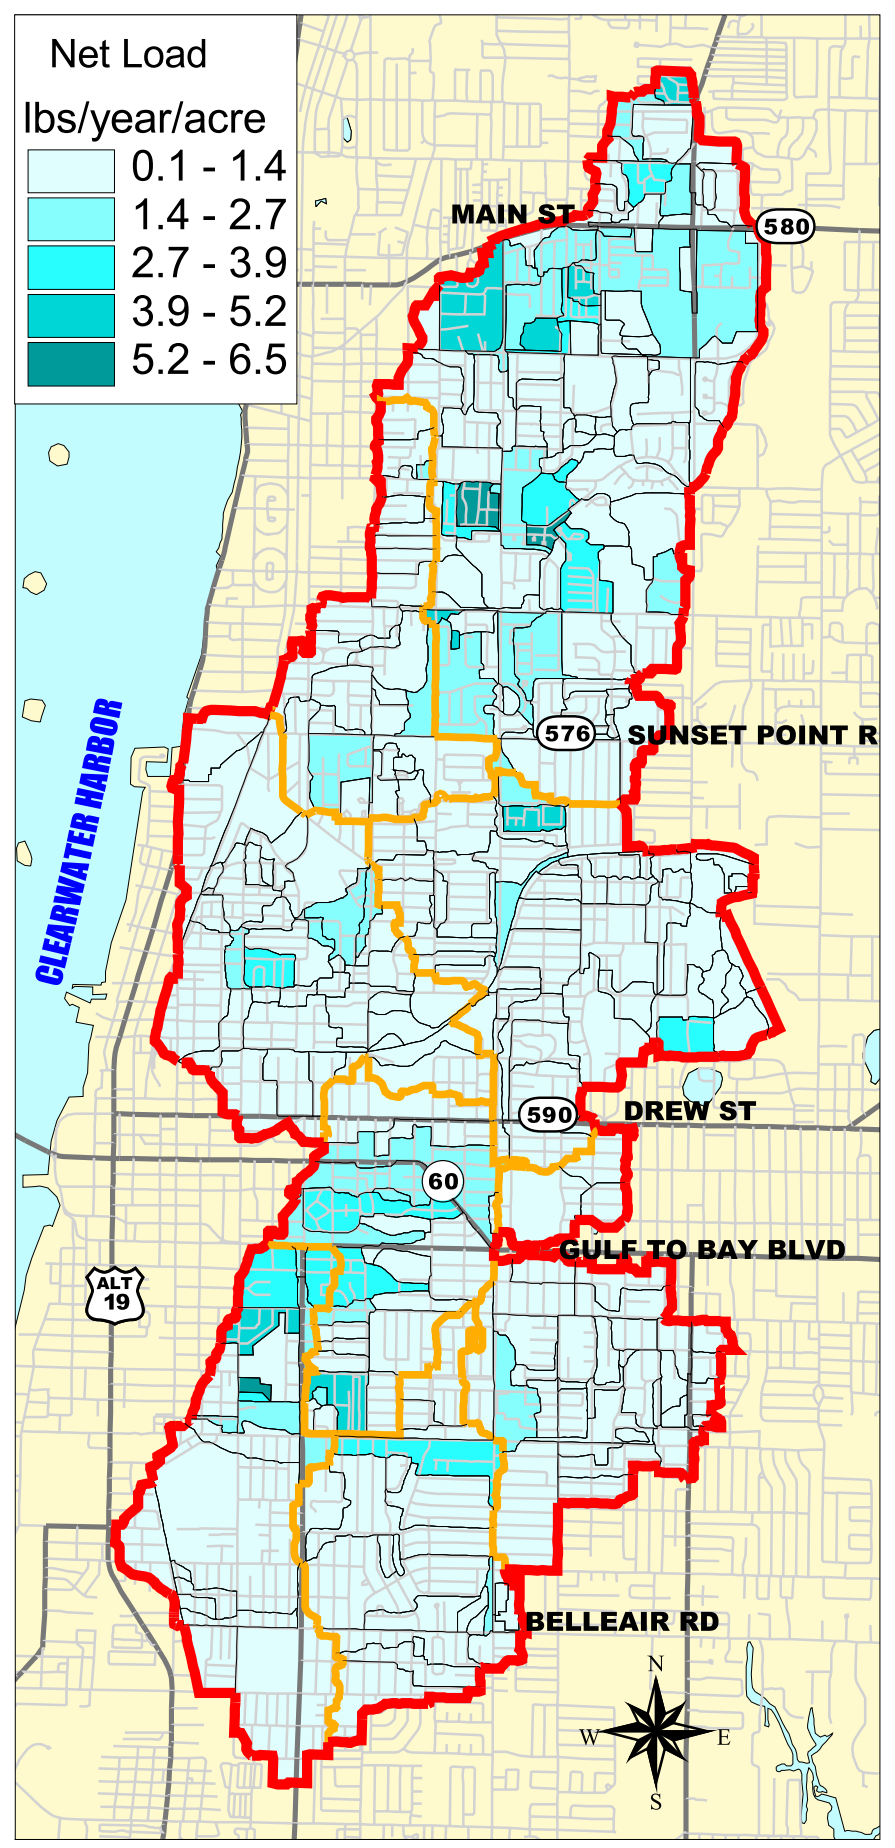 Net Load
lbs/year/acre
0.1 - 1.4
1.4 - 2.7
2.7 - 3.9
3.9 - 5.2
5.2 - 6.5
MAIN ST
580
576
SUNSET POINT R
CLEARWATER HARBOR
590
DREW ST
60
GULF TO BAY BLVD
ALT
19
BELLEAIR RD
N
W E
S